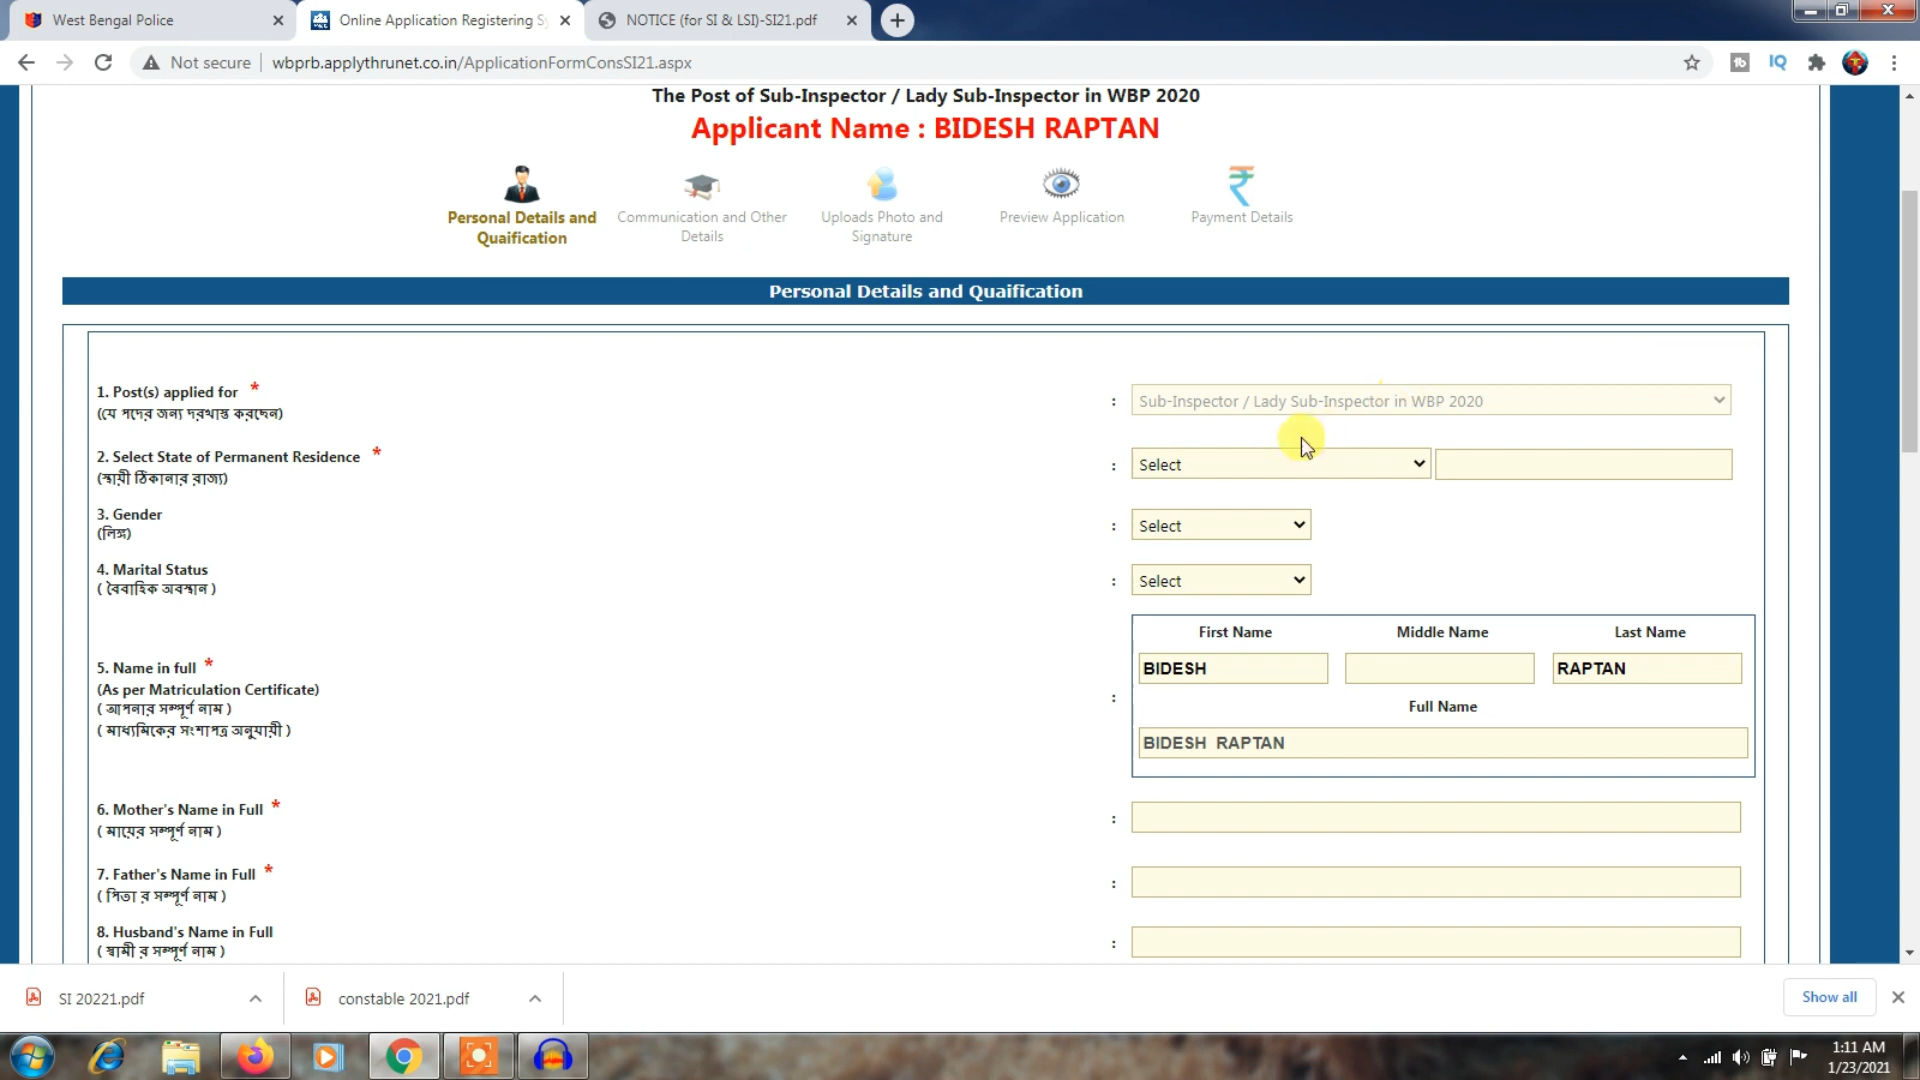 West Bengal Police
Online Application Registering Sy
NOTICE (for SI & LSI)-SI21.pdf
Not secure
wbprb.applythrunet.co.in/ApplicationFormConsSI21.aspx
The Post of Sub-Inspector / Lady Sub-Inspector in WBP 2020
Applicant Name : BIDESH RAPTAN
Personal Details and
Quaification
Communication and Other
Details
Uploads Photo and
Signature
Preview Application
Payment Details
Personal Details and Quaification
1. Post(s) applied for *
(যে পদের জন্য দরখাস্ত করছেন)
: Sub-Inspector / Lady Sub-Inspector in WBP 2020
2. Select State of Permanent Residence *
(স্থায়ী ঠিকানার রাজ্য)
: Select
3. Gender
(লিঙ্গ)
: Select
4. Marital Status
( বৈবাহিক অবস্থান )
: Select
5. Name in full *
(As per Matriculation Certificate)
( আপনার সম্পূর্ণ নাম )
( মাধ্যমিকের সংশাপত্র অনুযায়ী )
:
First Name Middle Name Last Name
BIDESH RAPTAN
Full Name
BIDESH RAPTAN
6. Mother's Name in Full *
( মায়ের সম্পূর্ণ নাম )
:
7. Father's Name in Full *
( পিতা র সম্পূর্ণ নাম )
:
8. Husband's Name in Full
( স্বামী র সম্পূর্ণ নাম )
:
SI 20221.pdf
constable 2021.pdf
Show all
1:11 AM
1/23/2021